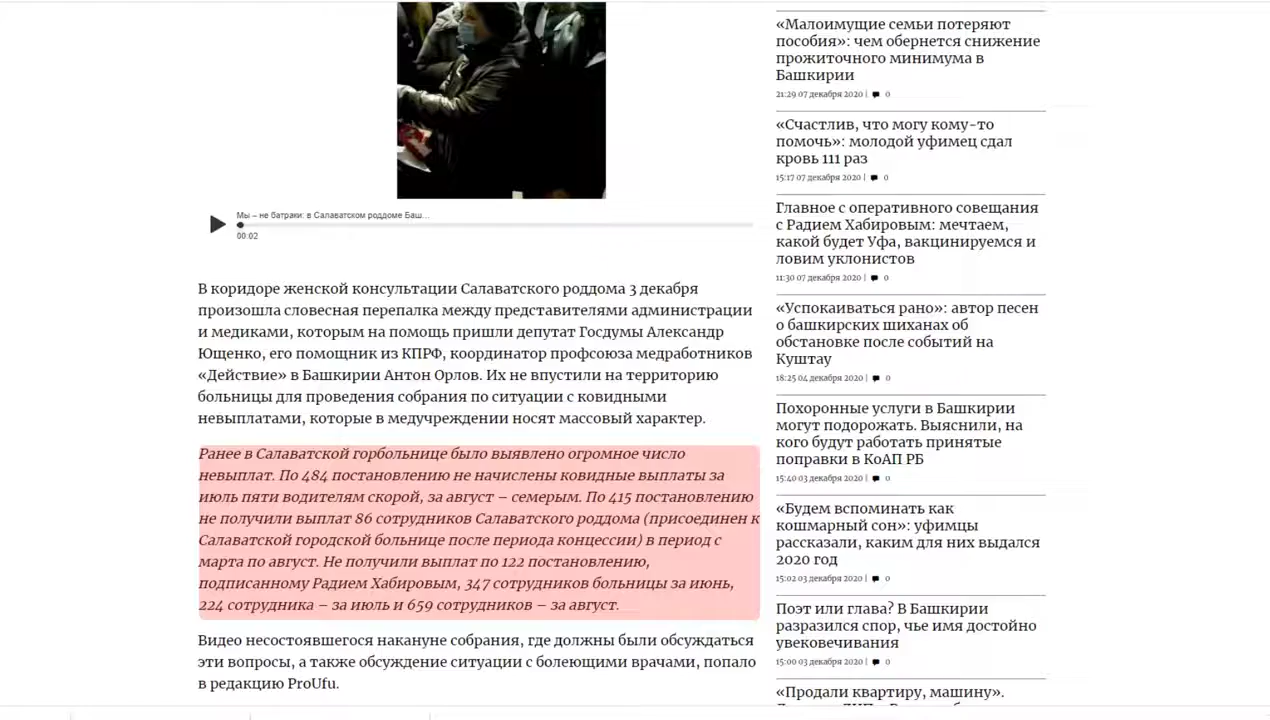 Мы – не батраки: в Салаватском роддоме Баш...
00:02
В коридоре женской консультации Салаватского роддома 3 декабря
произошла словесная перепалка между представителями администрации
и медиками, которым на помощь пришли депутат Госдумы Александр
Ющенко, его помощник из КПРФ, координатор профсоюза медработников
«Действие» в Башкирии Антон Орлов. Их не впустили на территорию
больницы для проведения собрания по ситуации с ковидными
невыплатами, которые в медучреждении носят массовый характер.
Ранее в Салаватской горбольнице было выявлено огромное число
невыплат. По 484 постановлению не начислены ковидные выплаты за
июль пяти водителям скорой, за август – семерым. По 415 постановлению
не получили выплат 86 сотрудников Салаватского роддома (присоединен к
Салаватской городской больнице после периода концессии) в период с
марта по август. Не получили выплат по 122 постановлению,
подписанному Радием Хабировым, 347 сотрудников больницы за июнь,
224 сотрудника – за июль и 659 сотрудников – за август.
Видео несостоявшегося накануне собрания, где должны были обсуждаться
эти вопросы, а также обсуждение ситуации с болеющими врачами, попало
в редакцию ProUfu.
«Малоимущие семьи потеряют
пособия»: чем обернется снижение
прожиточного минимума в
Башкирии
21:29 07 декабря 2020 | 0
«Счастлив, что могу кому-то
помочь»: молодой уфимец сдал
кровь 111 раз
15:17 07 декабря 2020 | 0
Главное с оперативного совещания
с Радием Хабировым: мечтаем,
какой будет Уфа, вакцинируемся и
ловим уклонистов
11:30 07 декабря 2020 | 0
«Успокаиваться рано»: автор песен
о башкирских шиханах об
обстановке после событий на
Куштау
18:25 04 декабря 2020 | 0
Похоронные услуги в Башкирии
могут подорожать. Выяснили, на
кого будут работать принятые
поправки в КоАП РБ
15:40 03 декабря 2020 | 0
«Будем вспоминать как
кошмарный сон»: уфимцы
рассказали, каким для них выдался
2020 год
15:02 03 декабря 2020 | 0
Поэт или глава? В Башкирии
разразился спор, чье имя достойно
увековечивания
15:00 03 декабря 2020 | 0
«Продали квартиру, машину».